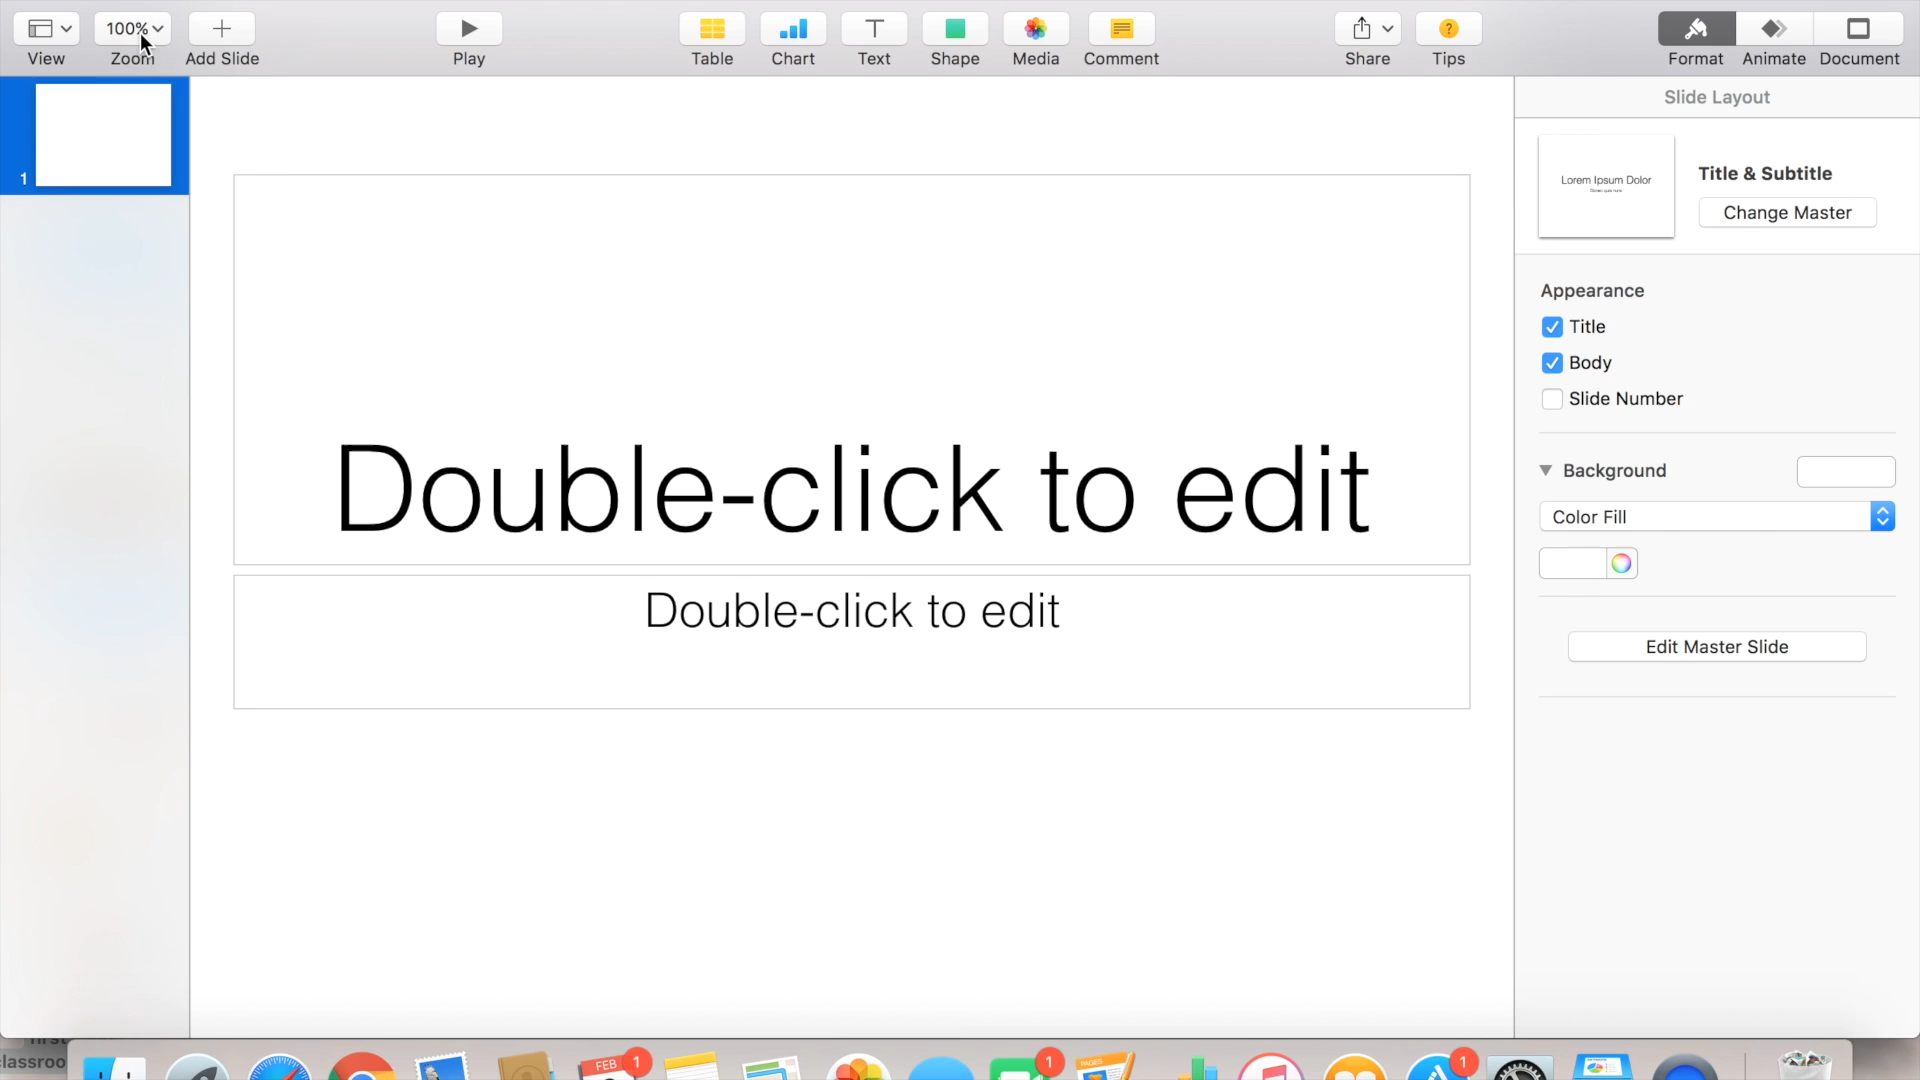 100%
View
Zoom
Add Slide
Play
Table
Chart
Text
Shape
Media
Comment
Share
Tips
Format
Animate
Document
1
Double-click to edit
Double-click to edit
Slide Layout
Lorem Ipsum Dolor
Title & Subtitle
Change Master
Appearance
Title
Body
Slide Number
Background
Color Fill
Edit Master Slide
FEB
1
1
PAGES
1